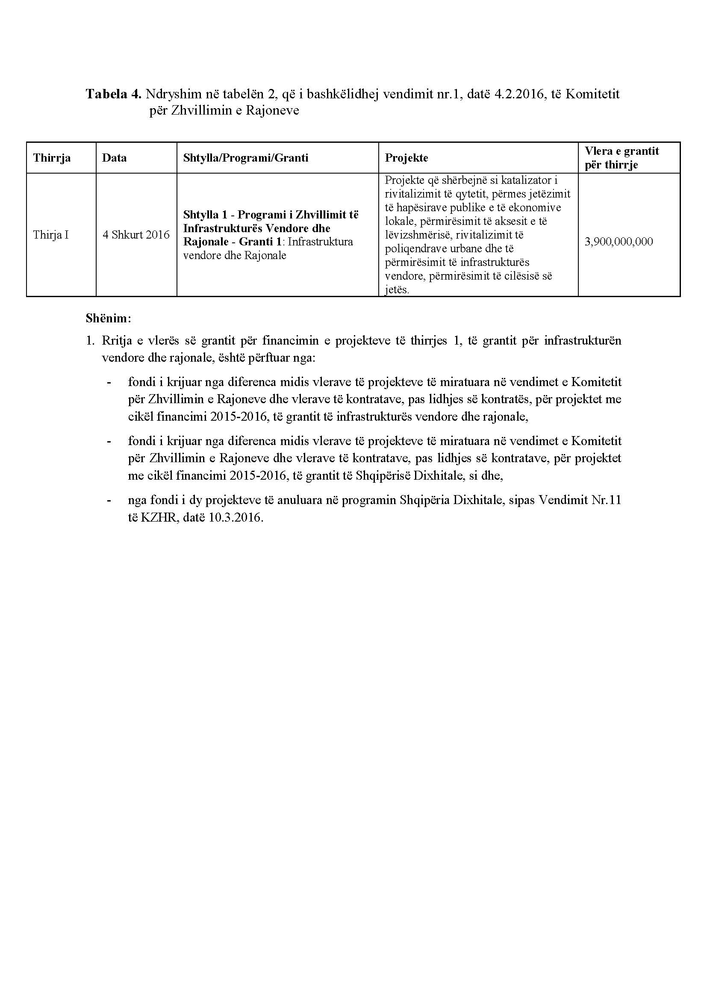 Tabela 4. Ndryshim në tabelën 2, që i bashkëlidhej vendimit nr.1, datë 4.2.2016, të Komitetit
për Zhvillimin e Rajoneve
Thirrja
Data
Shtylla/Programi/Granti
Projekte
Vlera e grantit
për thirrje
Thirja I
4 Shkurt 2016
Shtylla 1 - Programi i Zhvillimit të
Infrastrukturës Vendore dhe
Rajonale - Granti 1: Infrastruktura
vendore dhe Rajonale
Projekte që shërbejnë si katalizator i
rivitalizimit të qytetit, përmes jetëzimit
të hapësirave publike e të ekonomive
lokale, përmirësimit të aksesit e të
lëvizshmërisë, rivitalizimit të
poliqendrave urbane dhe të
përmirësimit të infrastrukturës
vendore, përmirësimit të cilësisë së
jetës.
3,900,000,000
Shënim:
1. Rritja e vlerës së grantit për financimin e projekteve të thirrjes 1, të grantit për infrastrukturën
vendore dhe rajonale, është përftuar nga:
- fondi i krijuar nga diferenca midis vlerave të projekteve të miratuara në vendimet e Komitetit
për Zhvillimin e Rajoneve dhe vlerave të kontratave, pas lidhjes së kontratës, për projektet me
cikël financimi 2015-2016, të grantit të infrastrukturës vendore dhe rajonale,
- fondi i krijuar nga diferenca midis vlerave të projekteve të miratuara në vendimet e Komitetit
për Zhvillimin e Rajoneve dhe vlerave të kontratave, pas lidhjes së kontratave, për projektet
me cikël financimi 2015-2016, të grantit të Shqipërisë Dixhitale, si dhe,
- nga fondi i dy projekteve të anuluara në programin Shqipëria Dixhitale, sipas Vendimit Nr.11
të KZHR, datë 10.3.2016.